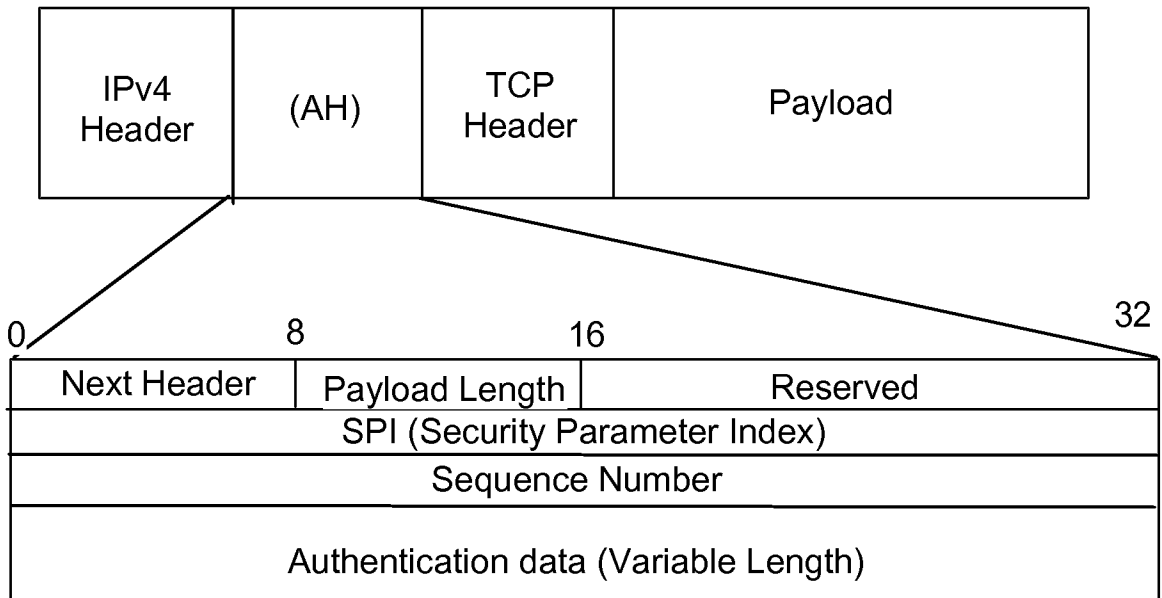 IPv4
Header
(AH)
TCP
Header
Payload
0
8
16
32
Next Header
Payload Length
Reserved
SPI (Security Parameter Index)
Sequence Number
Authentication data (Variable Length)